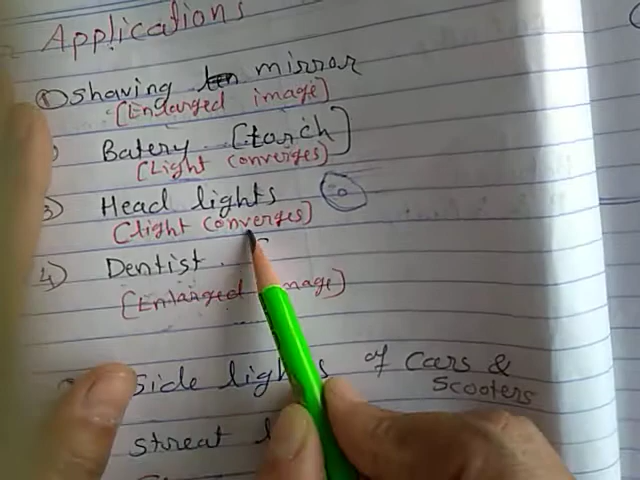 Applications
① Shaving mirror
(Enlarged image)
) Batery [torch]
(Light converges)
3) Head lights
(Light Converges)
4) Dentist
(Enlarged mage)
Side lights of Cars &
Scooters
streat l